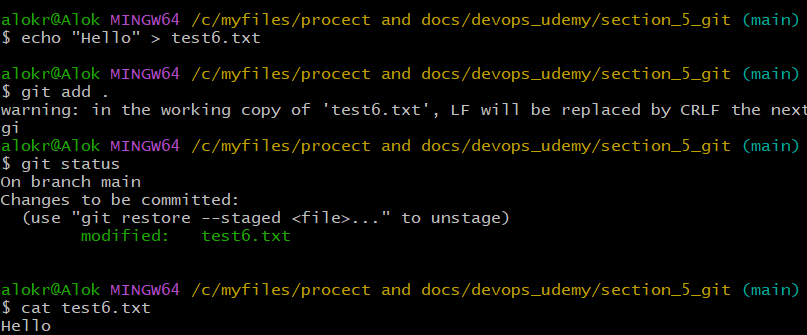 alokr@Alok MINGW64 /c/myfiles/procect and docs/devops_udemy/section_5_git (main)
$ echo "Hello" > test6.txt
alokr@Alok MINGW64 /c/myfiles/procect and docs/devops_udemy/section_5_git (main)
$ git add .
warning: in the working copy of 'test6.txt', LF will be replaced by CRLF the next
gi
alokr@Alok MINGW64 /c/myfiles/procect and docs/devops_udemy/section_5_git (main)
$ git status
On branch main
Changes to be committed:
  (use "git restore --staged <file>..." to unstage)
        modified:   test6.txt
alokr@Alok MINGW64 /c/myfiles/procect and docs/devops_udemy/section_5_git (main)
$ cat test6.txt
Hello